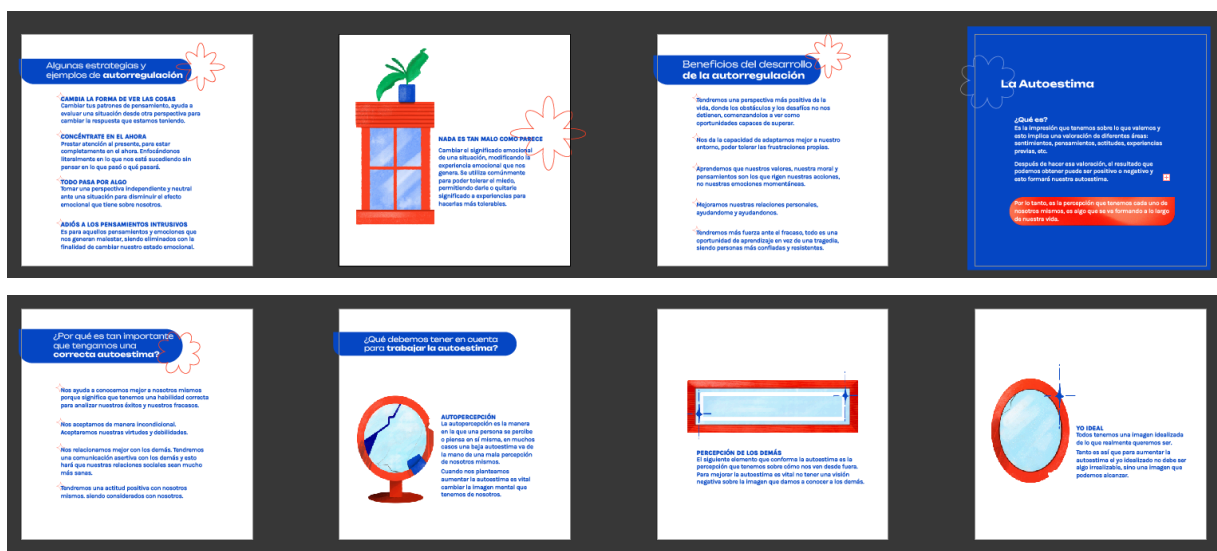 Algunas estrategias y
ejemplos de autorregulación
CAMBIA LA FORMA DE VER LAS COSAS
Cambiar tus patrones de pensamiento, ayuda a
evaluar una situación desde otra perspectiva para
cambiar la respuesta que estamos teniendo.
CONCÉNTRATE EN EL AHORA
Prestar atención al presente, para estar
completamente en el ahora. Enfocándonos
literalmente en lo que nos está sucediendo sin
pensar en lo que pasó o qué pasará.
TODO PASA POR ALGO
Tomar una perspectiva independiente y neutral
ante una situación para disminuir el efecto
emocional que tiene sobre nosotros.
ADIÓS A LOS PENSAMIENTOS INTRUSIVOS
Es para aquellos pensamientos y emociones que
nos generan malestar, siendo eliminados con la
finalidad de cambiar nuestro estado emocional.
NADA ES TAN MALO COMO PARECE
Cambiar el significado emocional
de una situación, modificando la
experiencia emocional que nos
genera. Se utiliza comúnmente
para poder tolerar el miedo,
permitiendo darle o quitarle
significado a experiencias para
hacerlas más tolerables.
Beneficios del desarrollo
de la autorregulación
Tendremos una perspectiva más positiva de la
vida, donde los obstáculos y los desafíos no nos
detienen, comenzandolos a ver como
oportunidades capaces de superar.
Nos da la capacidad de adaptarnos mejor a nuestro
entorno, poder tolerar las frustraciones propias.
Aprendemos que nuestros valores, nuestra moral y
pensamientos son los que rigen nuestras acciones,
no nuestras emociones momentáneas.
Mejoramos nuestras relaciones personales,
ayudandome y ayudandonos.
Tendremos más fuerza ante el fracaso, todo es una
oportunidad de aprendizaje en vez de una tragedia,
siendo personas más confiadas y resistentes.
La Autoestima
¿Qué es?
Es la impresión que tenemos sobre lo que valemos y
esto implica una valoración de diferentes áreas:
sentimientos, pensamientos, actitudes, experiencias
previas, etc.
Después de hacer esa valoración, el resultado que
podamos obtener puede ser positivo o negativo y
esto formará nuestra autoestima.
Por lo tanto, es la percepción que tenemos cada uno de
nosotros mismos, es algo que se va formando a lo largo
de nuestra vida.
¿Por qué es tan importante
que tengamos una
correcta autoestima?
Nos ayuda a conocernos mejor a nosotros mismos
porque significa que tenemos una habilidad correcta
para analizar nuestros éxitos y nuestros fracasos.
Nos aceptamos de manera incondicional.
Aceptaremos nuestras virtudes y debilidades.
Nos relacionamos mejor con los demás. Tendremos
una comunicación asertiva con los demás y esto
hará que nuestras relaciones sociales sean mucho
más sanas.
Tendremos una actitud positiva con nosotros
mismos. siendo considerados con nosotros.
¿Qué debemos tener en cuenta
para trabajar la autoestima?
AUTOPERCEPCIÓN
La autopercepción es la manera
en la que una persona se percibe
o piensa en sí misma, en muchos
casos una baja autoestima va de
la mano de una mala percepción
de nosotros mismos.
Cuando nos planteamos
aumentar la autoestima es vital
cambiar la imagen mental que
tenemos de nosotros.
PERCEPCIÓN DE LOS DEMÁS
El siguiente elemento que conforma la autoestima es la
percepción que tenemos sobre cómo nos ven desde fuera.
Para mejorar la autoestima es vital no tener una visión
negativa sobre la imagen que damos a conocer a los demás.
YO IDEAL
Todos tenemos una imagen idealizada
de lo que realmente queremos ser.
Tanto es así que para aumentar la
autoestima el yo idealizado no debe ser
algo irrealizable, sino una imagen que
podemos alcanzar.